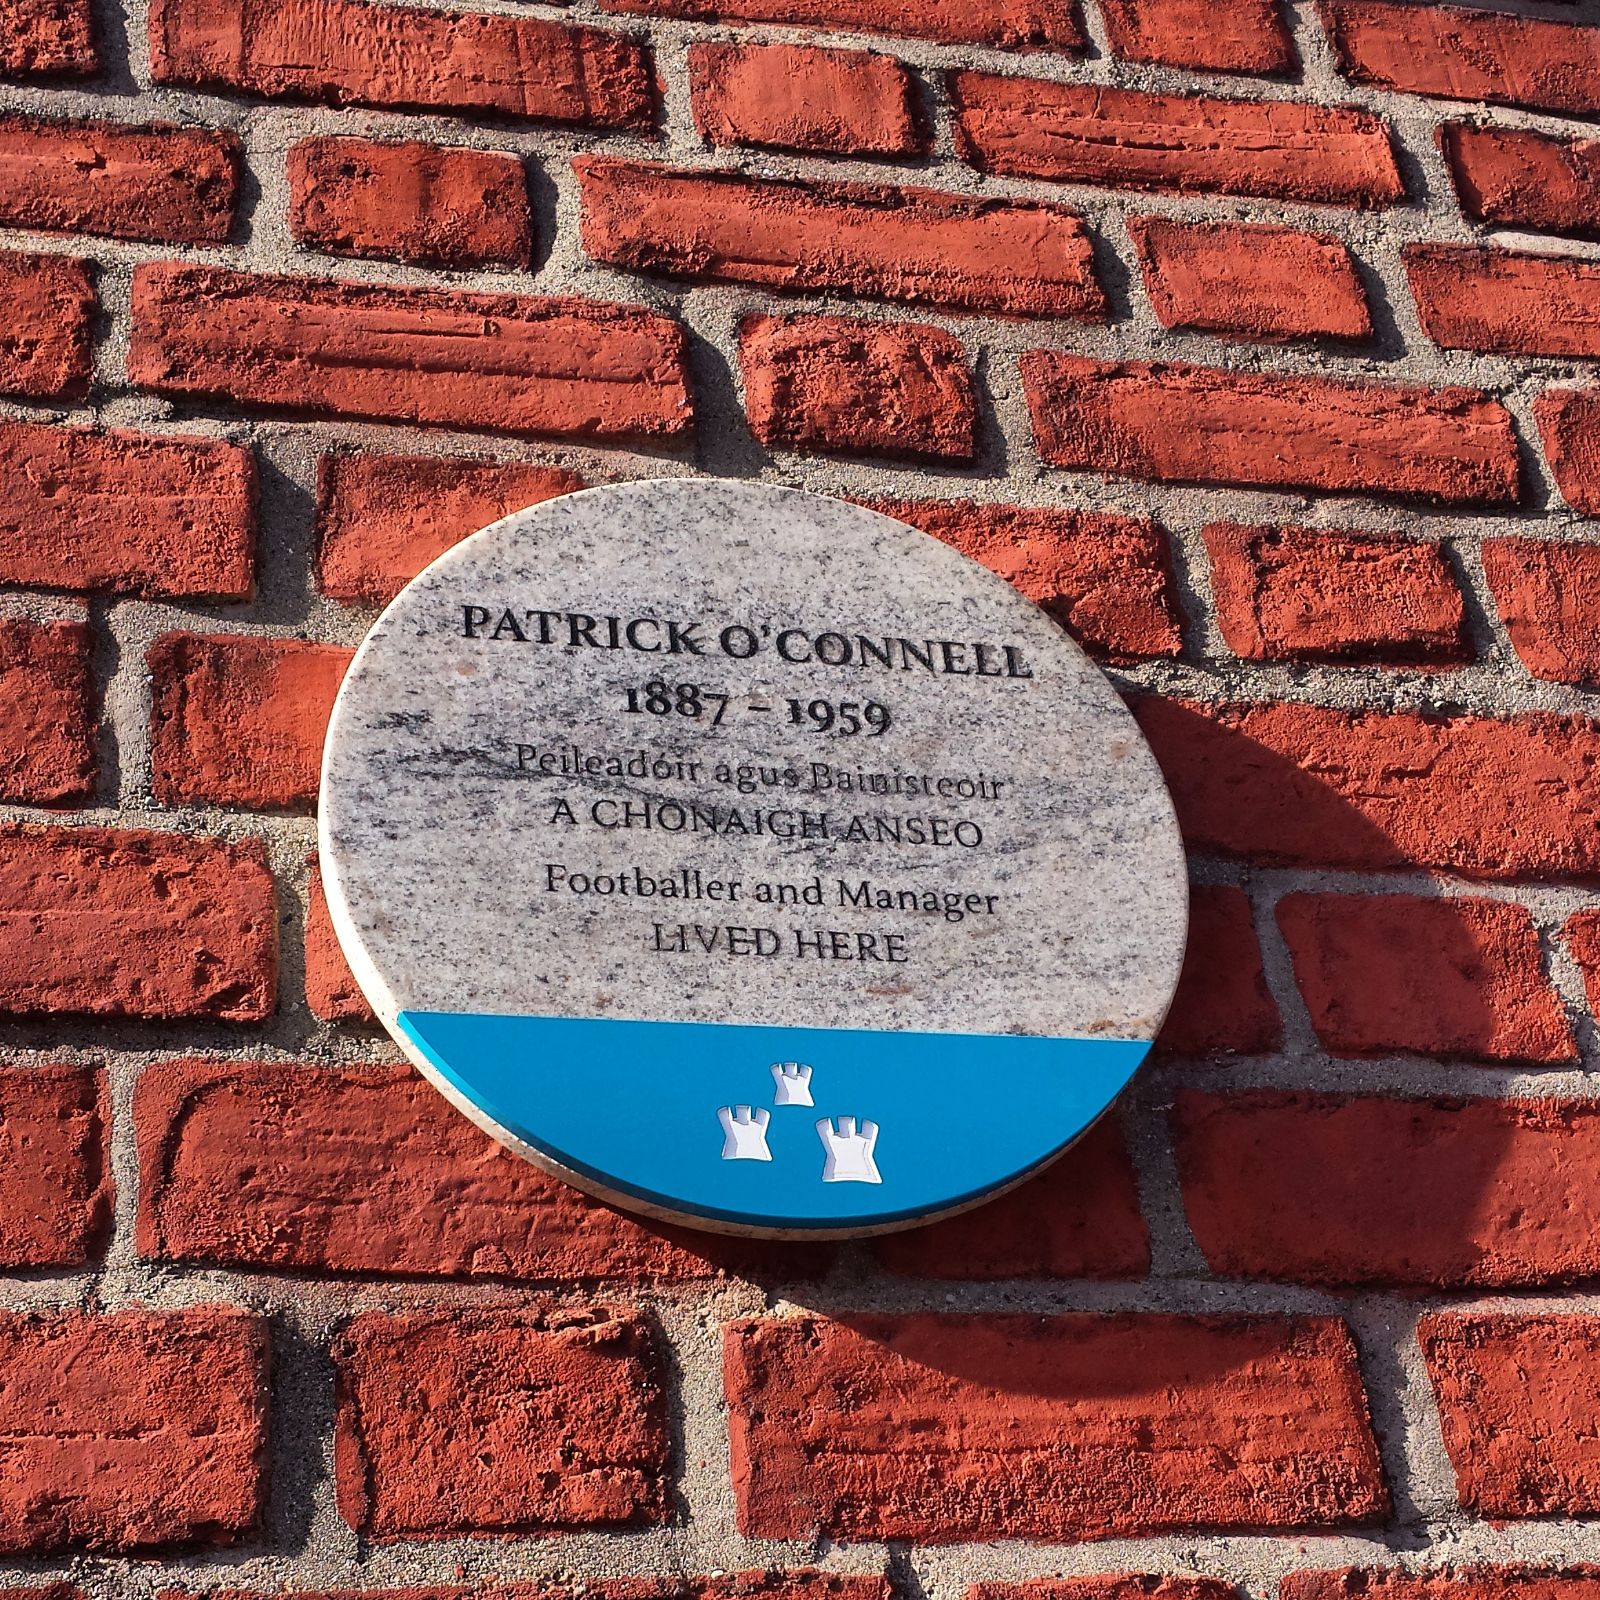 PATRICK O'CONNELL
1887 - 1959
Peileadóir agus Bainisteoir
A CHÓNAIGH ANSEO
Footballer and Manager
LIVED HERE